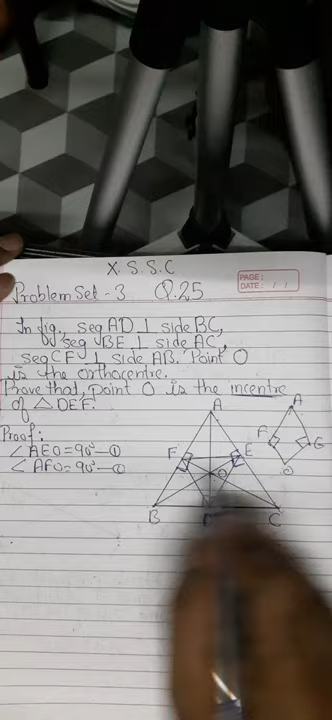 X. S. S. C
PAGE:
DATE: / /
Problem Set - 3 Q.25
In fig., seg AD ⊥ side BC,
seg BE ⊥ side AC,
seg CF ⊥ side AB. Point O
is the orthocentre.
Prove that, point O is the incentre
of △ DEF.
Proof:
∠AEO = 90° — ①
∠AFO = 90° — ②
A
F
E
O
B
C
A
F
G
O